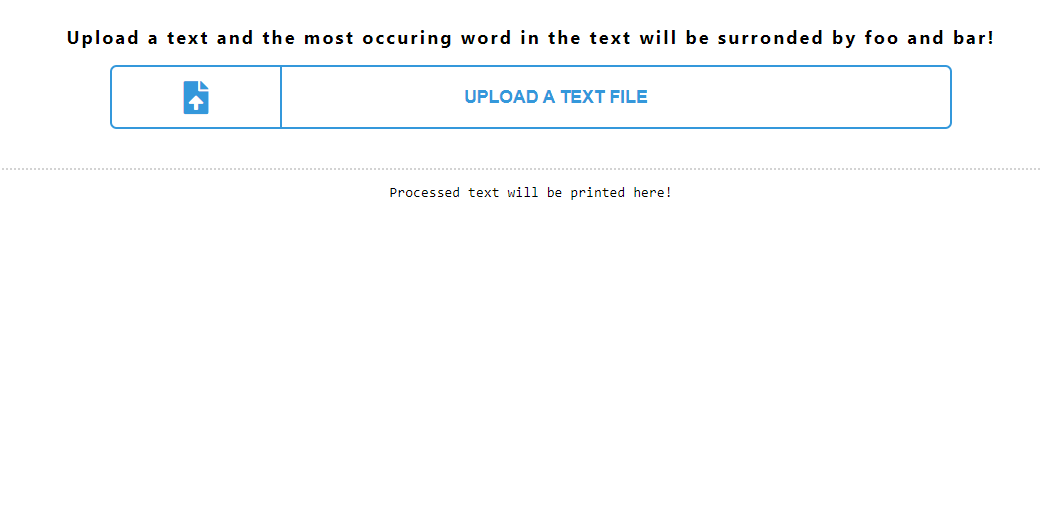 Upload a text and the most occuring word in the text will be surronded by foo and bar!
UPLOAD A TEXT FILE
Processed text will be printed here!